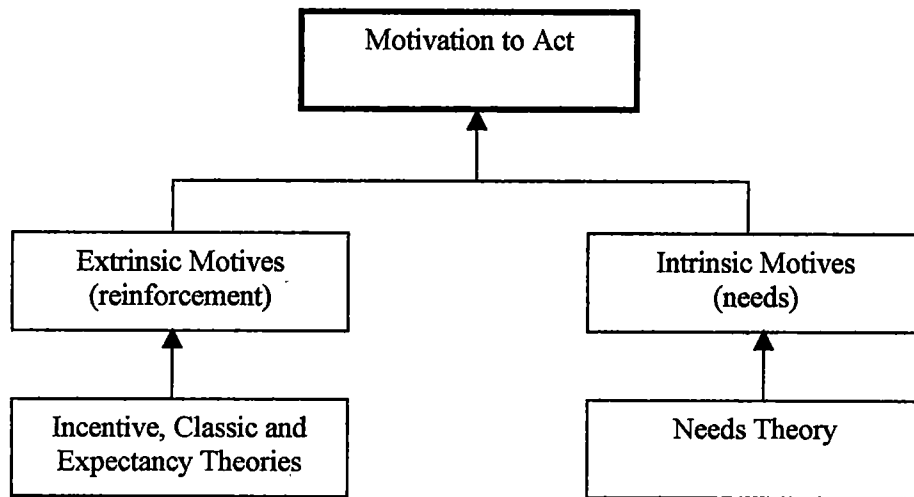 Motivation to Act
Extrinsic Motives
(reinforcement)
Intrinsic Motives
(needs)
Incentive, Classic and
Expectancy Theories
Needs Theory